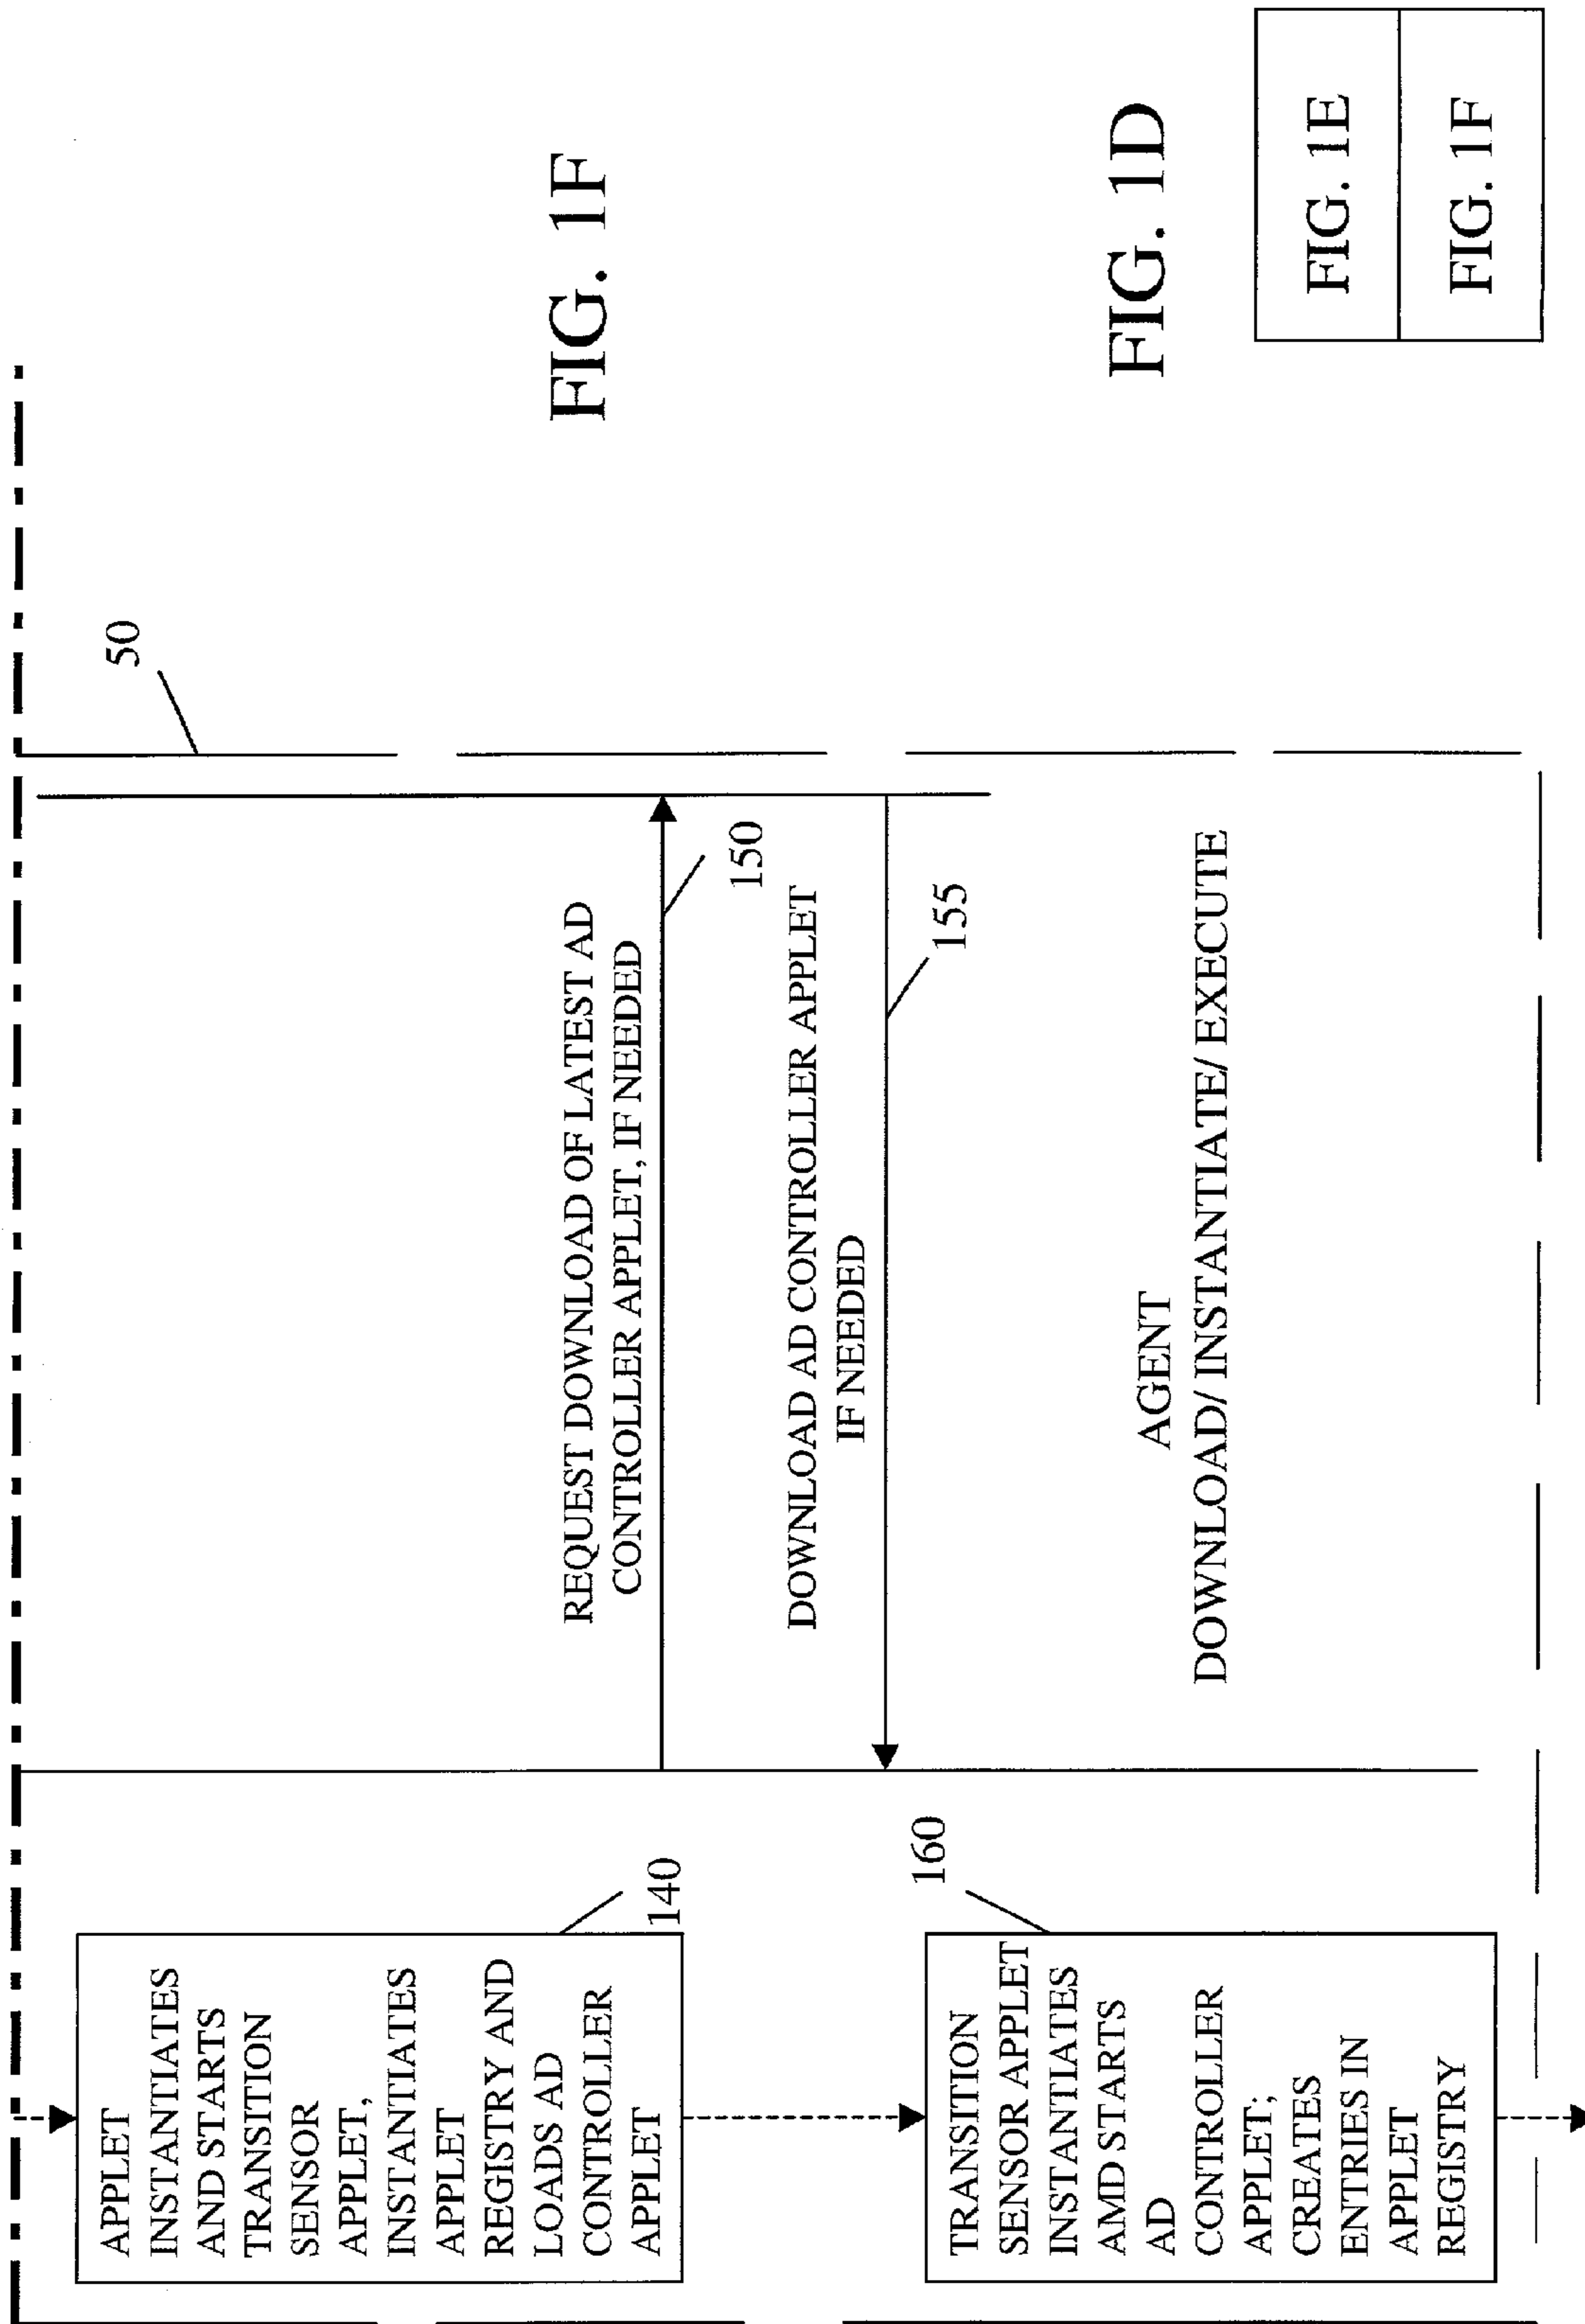 50
APPLET
INSTANTIATES
AND STARTS
TRANSITION
SENSOR
APPLET,
INSTANTIATES
APPLET
REGISTRY AND
LOADS AD
CONTROLLER
APPLET
140
REQUEST DOWNLOAD OF LATEST AD
CONTROLLER APPLET, IF NEEDED
150
DOWNLOAD AD CONTROLLER APPLET
IF NEEDED
155
160
TRANSITION
SENSOR APPLET
INSTANTIATES
AMD STARTS
AD
CONTROLLER
APPLET;
CREATES
ENTRIES IN
APPLET
REGISTRY
AGENT
DOWNLOAD/ INSTANTIATE/ EXECUTE
FIG. 1F
FIG. 1D
FIG. 1E
FIG. 1F